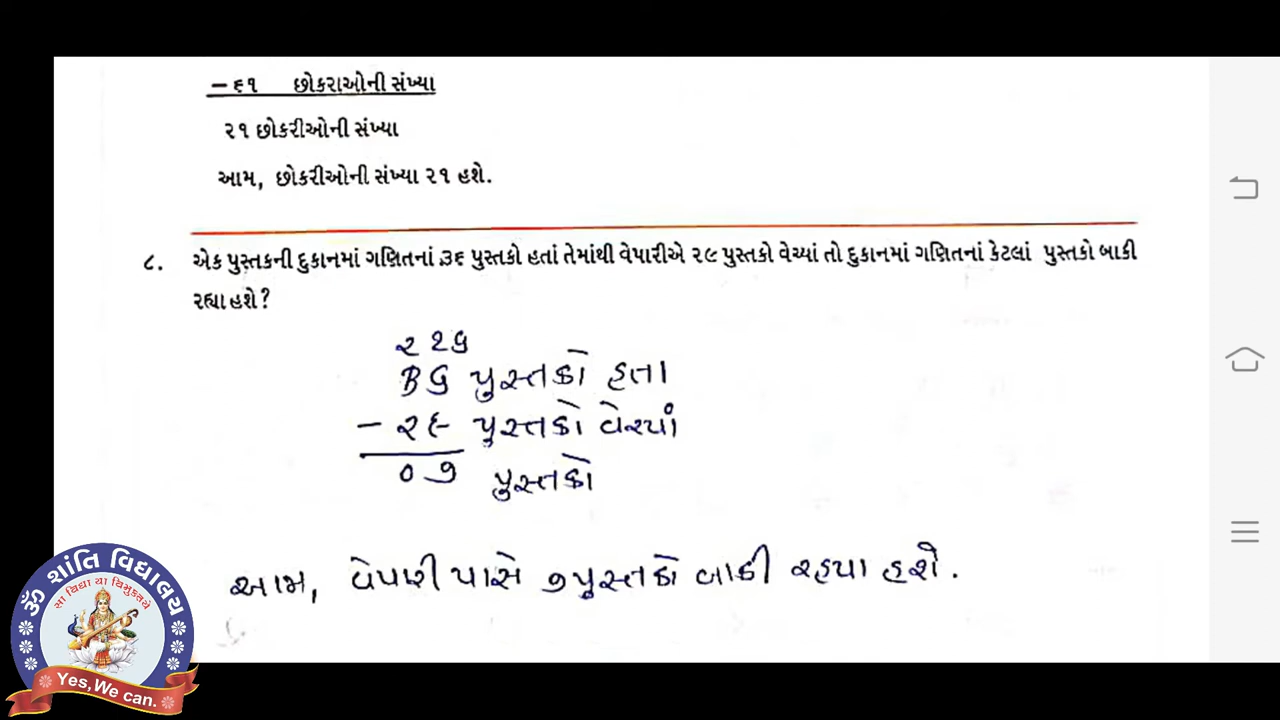 – ૬૧ છોકરાઓની સંખ્યા
૨૧ છોકરીઓની સંખ્યા
આમ, છોકરીઓની સંખ્યા ૨૧ હશે.
૮. એક પુસ્તકની દુકાનમાં ગણિતનાં ૩૬ પુસ્તકો હતાં તેમાંથી વેપારીએ ૨૯ પુસ્તકો વેચ્યાં તો દુકાનમાં ગણિતનાં કેટલાં પુસ્તકો બાકી
રહ્યા હશે?
૨ ૧૬
૩૬ પુસ્તકો હતા
– ૨૯ પુસ્તકો વેચ્યાં
૦૭ પુસ્તકો
આમ, વેપારી પાસે ૭ પુસ્તકો બાકી રહયા હશે.
ૐ શાંતિ વિદ્યાલય
સા વિદ્યા યા વિમુક્તયે
Yes, We can.